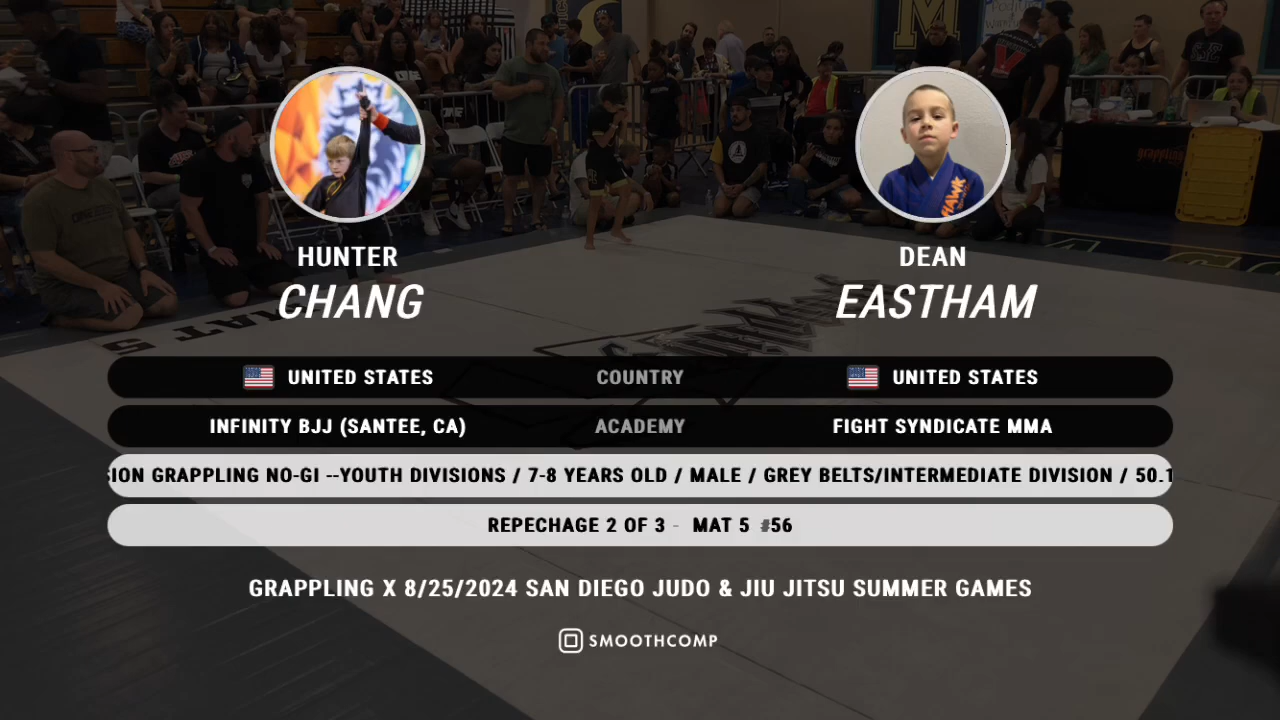 M
HUNTER
CHANG
DEAN
EASTHAM
UNITED STATES COUNTRY UNITED STATES
INFINITY BJJ (SANTEE, CA) ACADEMY FIGHT SYNDICATE MMA
SION GRAPPLING NO-GI --YOUTH DIVISIONS / 7-8 YEARS OLD / MALE / GREY BELTS/INTERMEDIATE DIVISION / 50.1
REPECHAGE 2 OF 3 - MAT 5 #56
GRAPPLING X 8/25/2024 SAN DIEGO JUDO & JIU JITSU SUMMER GAMES
SMOOTHCOMP
MAT 5